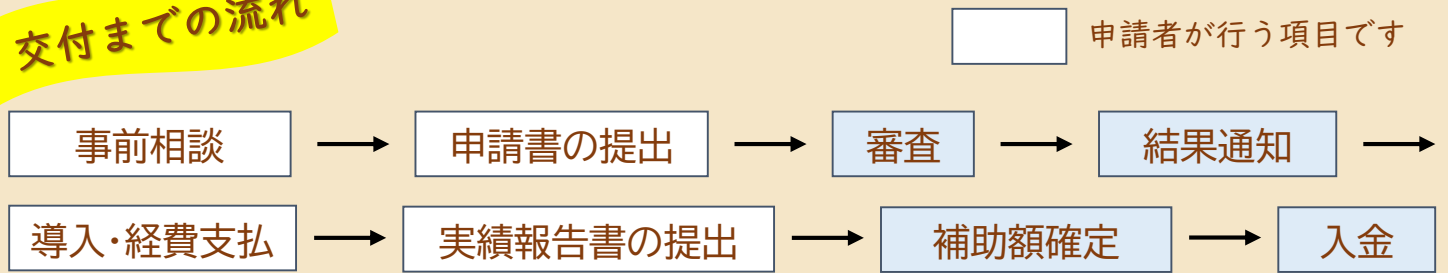 交付までの流れ
申請者が行う項目です
事前相談 → 申請書の提出 → 審査 → 結果通知 →
導入・経費支払 → 実績報告書の提出 → 補助額確定 → 入金